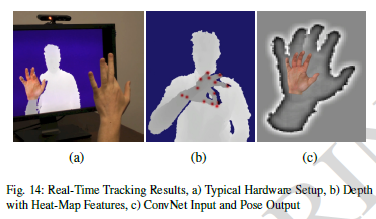 (a)
(b)
(c)
Fig. 14: Real-Time Tracking Results, a) Typical Hardware Setup, b) Depth
with Heat-Map Features, c) ConvNet Input and Pose Output